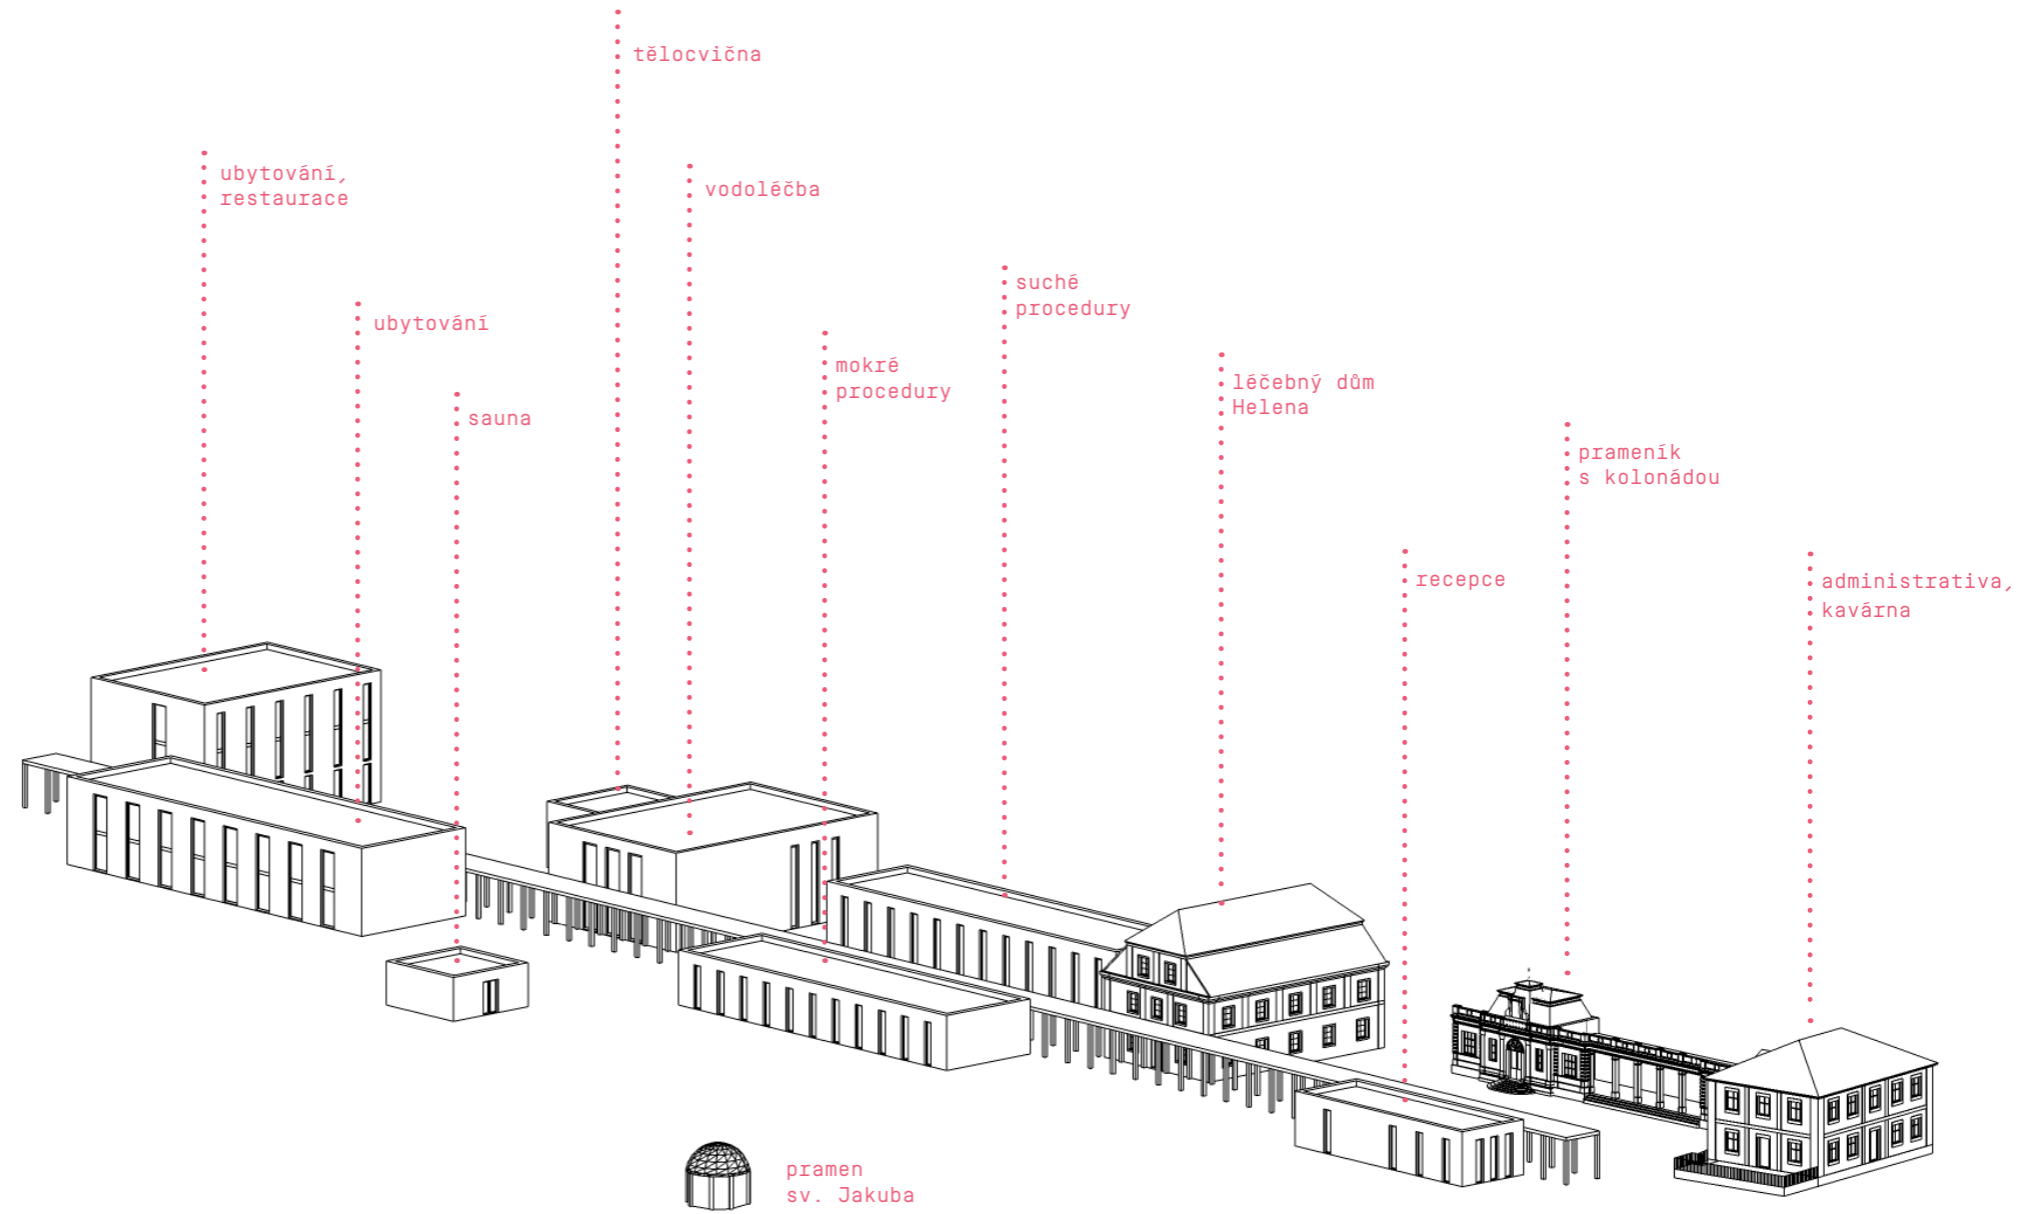 tělocvična
ubytování,
restaurace
vodoléčba
suché
procedury
ubytování
mokré
procedury
léčebný dům
Helena
sauna
prameník
s kolonádou
recepce
administrativa,
kavárna
pramen
sv. Jakuba